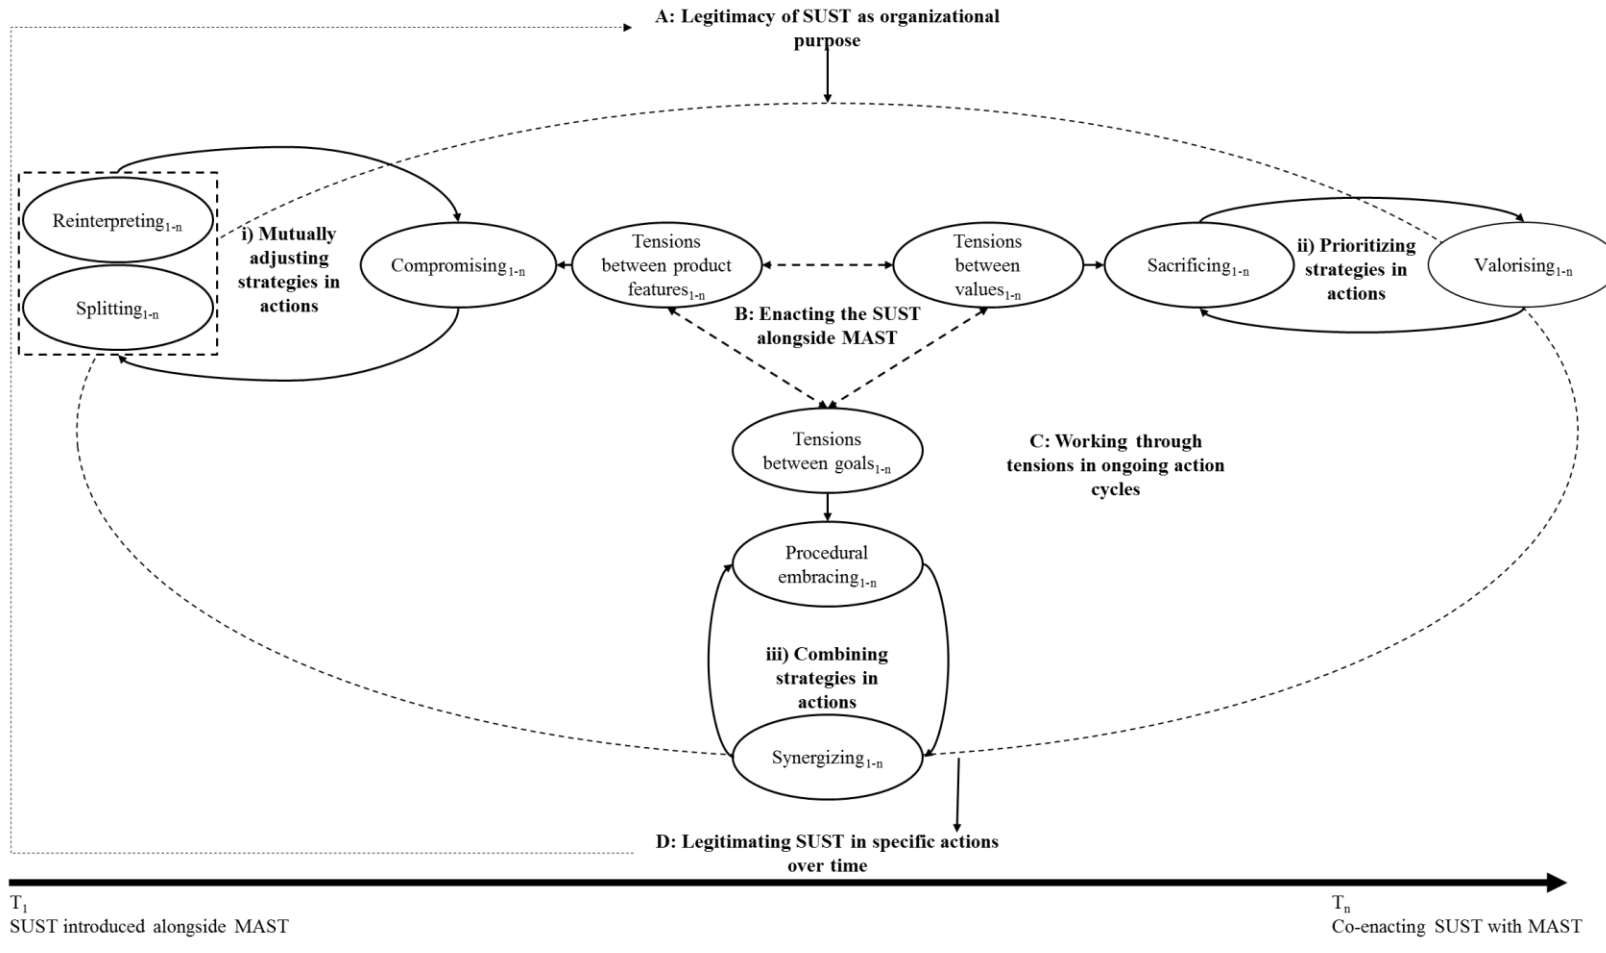 A: Legitimacy of SUST as organizational
purpose
Reinterpreting1-n
Splitting1-n
i) Mutually
adjusting
strategies in
actions
Compromising1-n
Tensions
between product
features1-n
Tensions
between
values1-n
Sacrificing1-n
ii) Prioritizing
strategies in
actions
Valorising1-n
B: Enacting the SUST
alongside MAST
Tensions
between goals1-n
C: Working through
tensions in ongoing action
cycles
Procedural
embracing1-n
iii) Combining
strategies in
actions
Synergizing1-n
D: Legitimating SUST in specific actions
over time
T1
SUST introduced alongside MAST
Tn
Co-enacting SUST with MAST